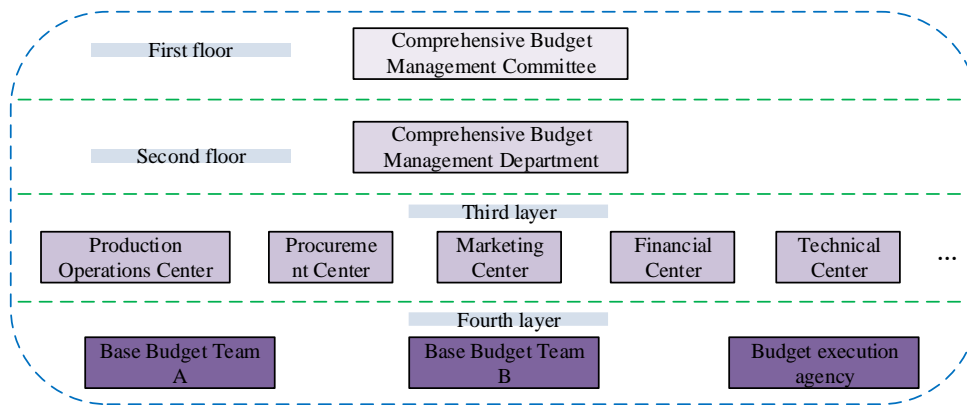 First floor
Comprehensive Budget
Management Committee
Second floor
Comprehensive Budget
Management Department
Third layer
Production
Operations Center
Procureme
nt Center
Marketing
Center
Financial
Center
Technical
Center
...
Fourth layer
Base Budget Team
A
Base Budget Team
B
Budget execution
agency